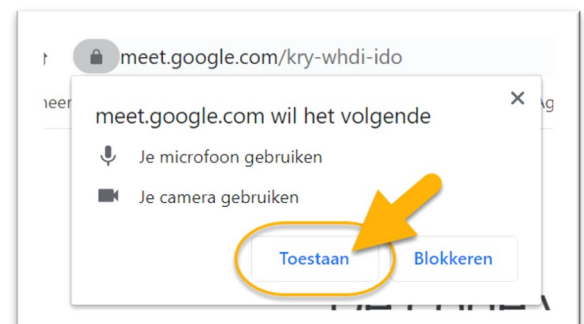 meet.google.com/kry-whdi-ido
meet.google.com wil het volgende
Je microfoon gebruiken
Je camera gebruiken
Toestaan Blokkeren